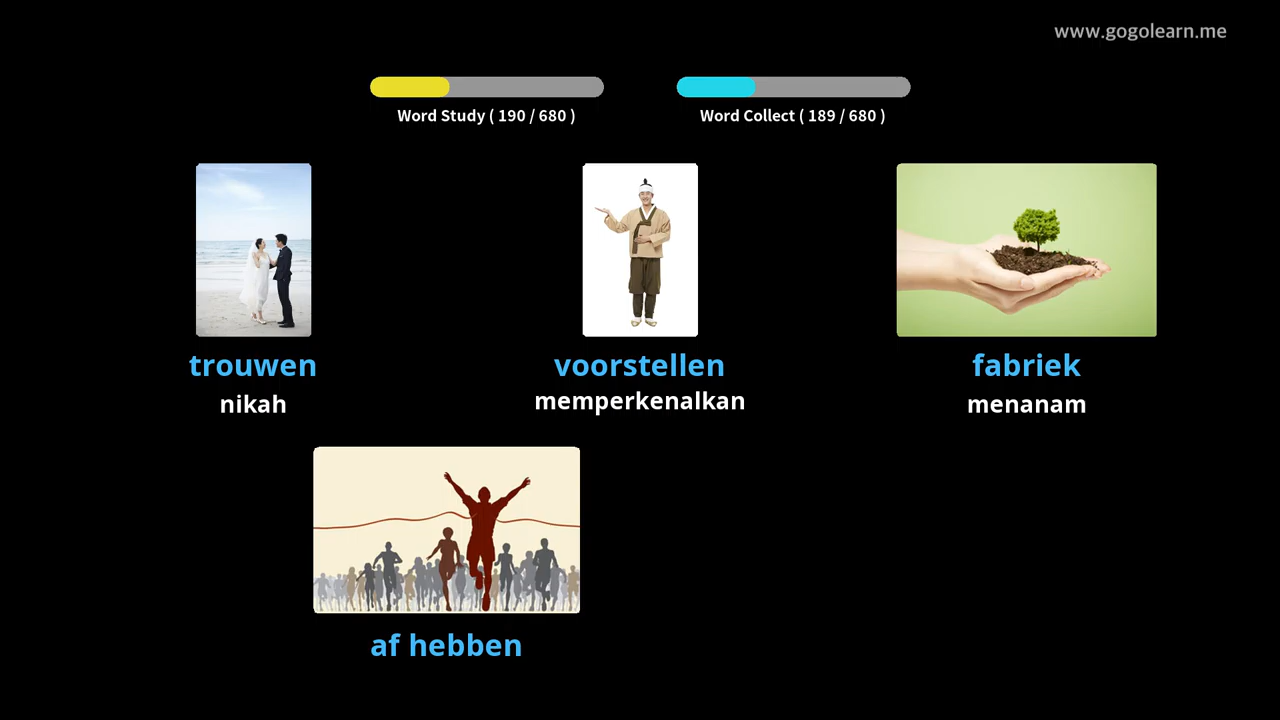 www.gogolearn.me
Word Study ( 190 / 680 )
Word Collect ( 189 / 680 )
trouwen
nikah
voorstellen
memperkenalkan
fabriek
menanam
af hebben